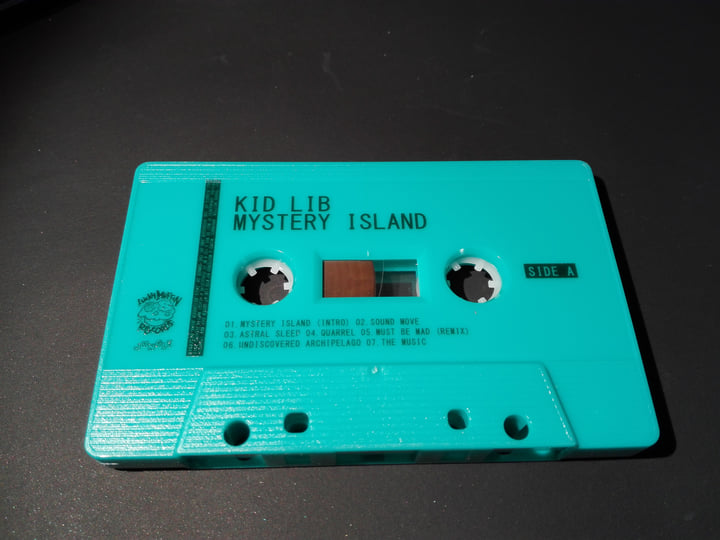 KID LIB
MYSTERY ISLAND
SIDE A
01.MYSTERY ISLAND (INTRO) 02.SOUND MOVE
03.ASTRAL SLEEP 04.QUARREL 05.MUST BE MAD (REMIX)
06.UNDISCOVERED ARCHIPELAGO 07.THE MUSIC
RECORDS